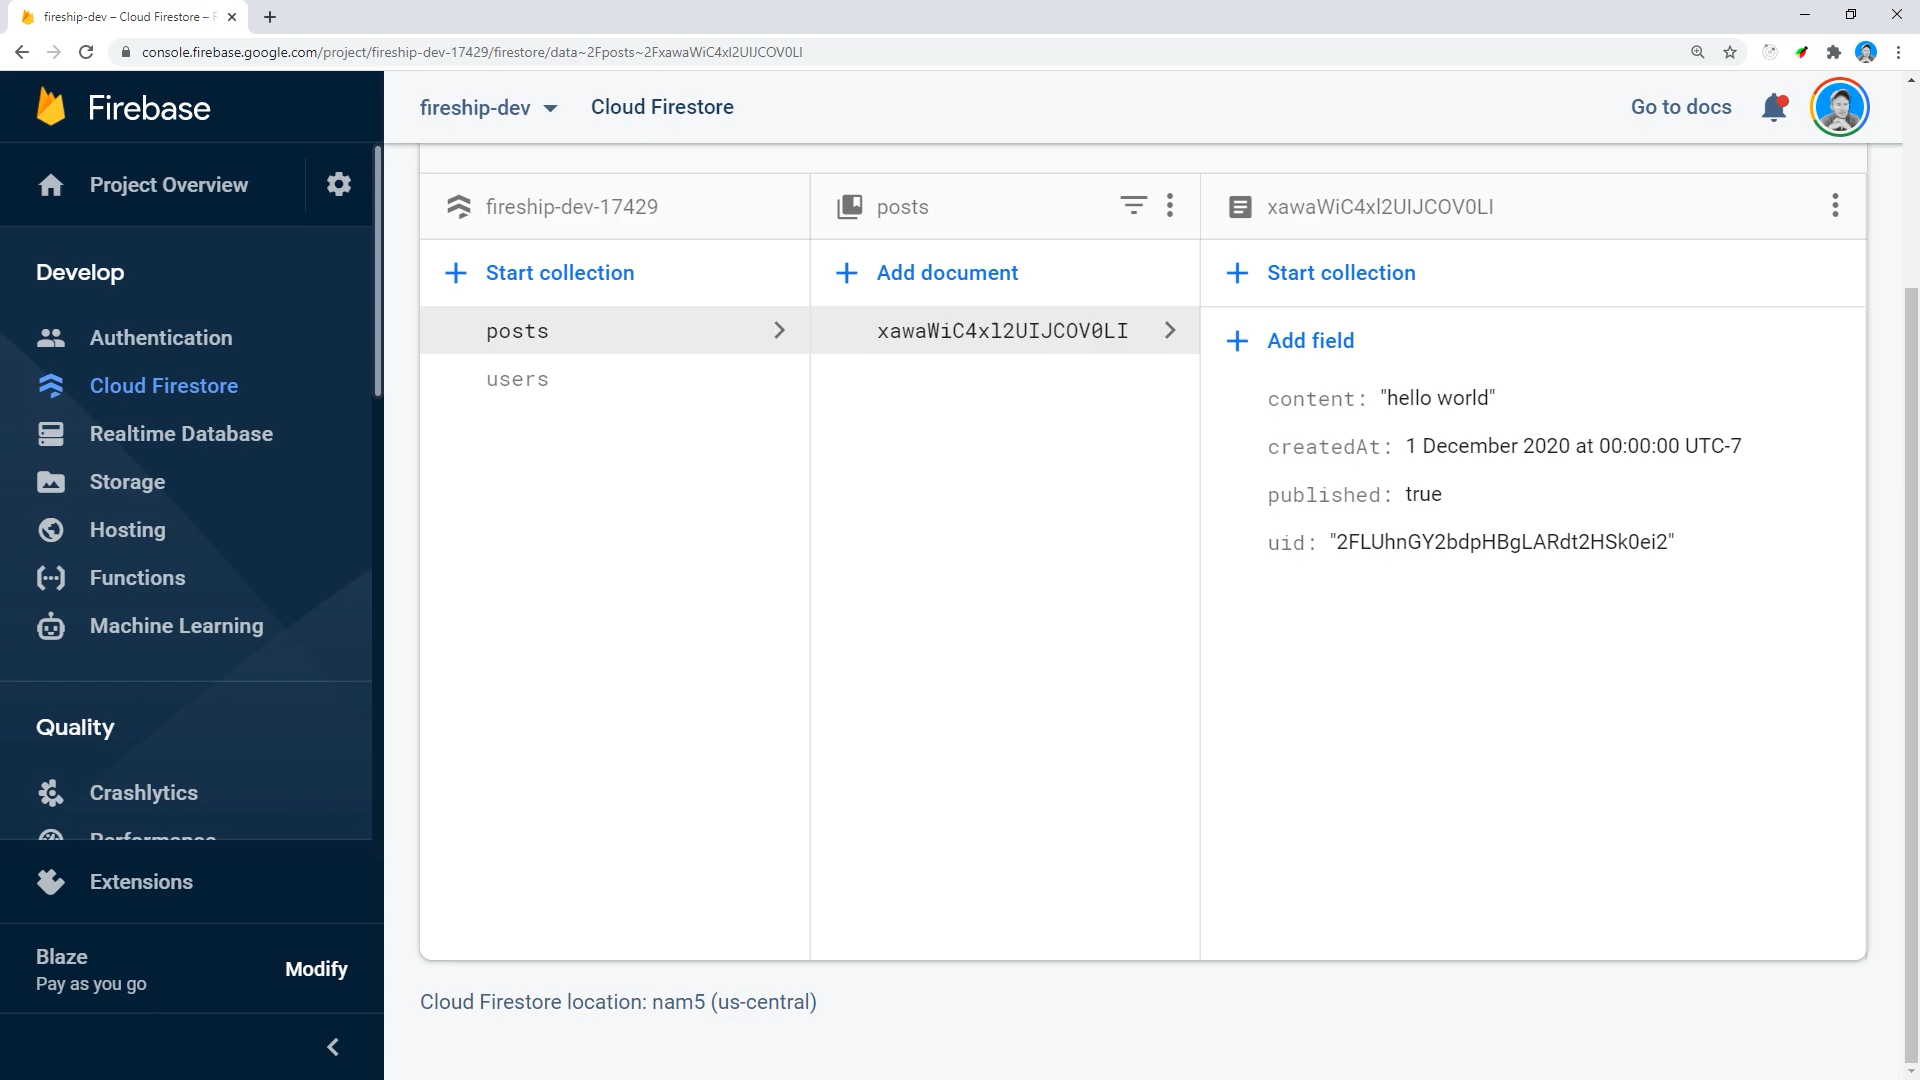 fireship-dev – Cloud Firestore – F
console.firebase.google.com/project/fireship-dev-17429/firestore/data~2Fposts~2FxawaWiC4xl2UIJCOV0LI
Firebase
fireship-dev
Cloud Firestore
Go to docs
Project Overview
fireship-dev-17429
posts
xawaWiC4xl2UIJCOV0LI
Develop
Start collection
Add document
Start collection
Authentication
posts
xawaWiC4xl2UIJCOV0LI
Add field
Cloud Firestore
users
content: "hello world"
Realtime Database
createdAt: 1 December 2020 at 00:00:00 UTC-7
Storage
published: true
Hosting
uid: "2FLUhnGY2bdpHBgLARdt2HSk0ei2"
Functions
Machine Learning
Quality
Crashlytics
Performance
Extensions
Blaze
Pay as you go
Modify
Cloud Firestore location: nam5 (us-central)